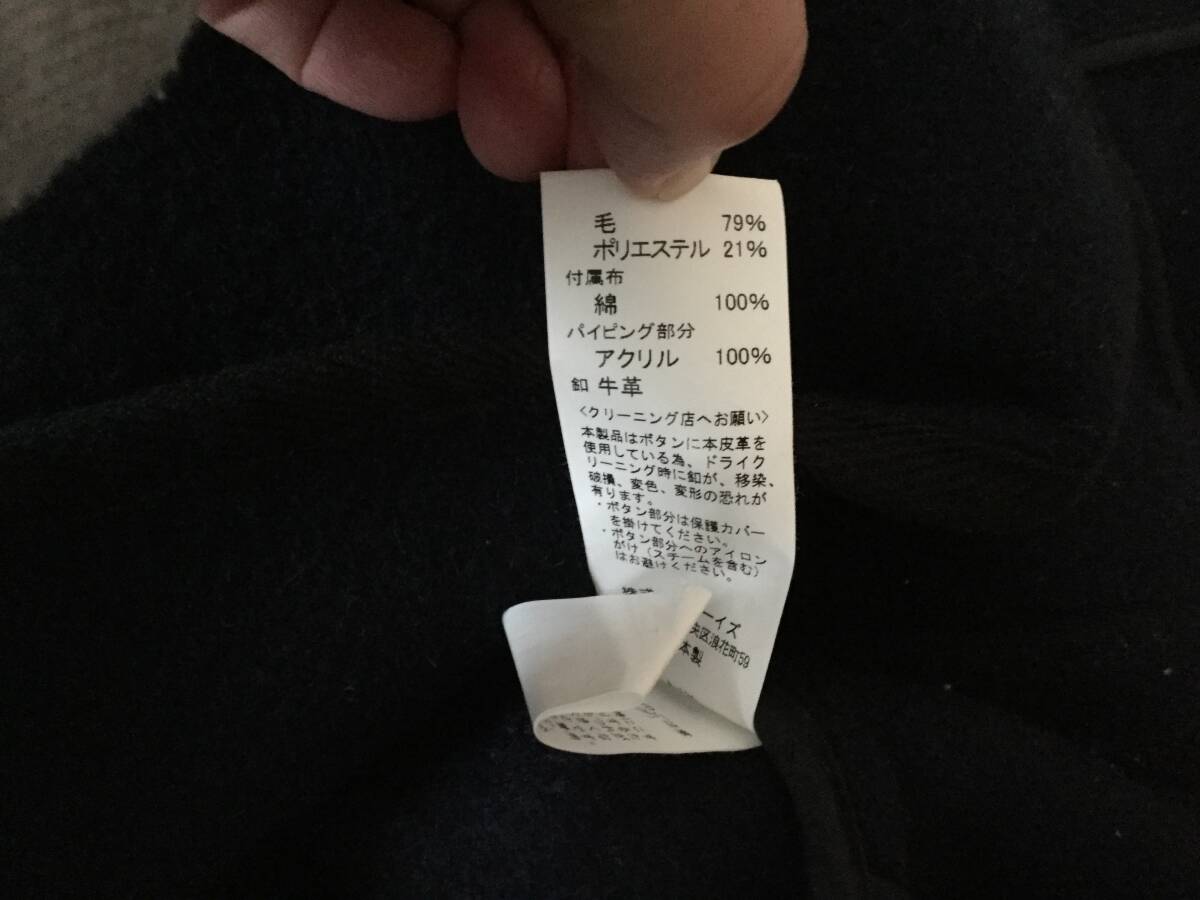 毛 79%
ポリエステル 21%
付属布
綿 100%
パイピング部分
アクリル 100%
釦 牛革
<クリーニング店へお願い>
本製品はボタンに本皮革を
使用している為、ドライク
リーニング時に釦が、移染、
破損、変色、変形の恐れが
有ります。
・ボタン部分は保護カバー
を掛けてください。
・ボタン部分へのアイロン
がけ(スチームを含む)
はお避けください。
ーイズ
央区浪花町59
本製